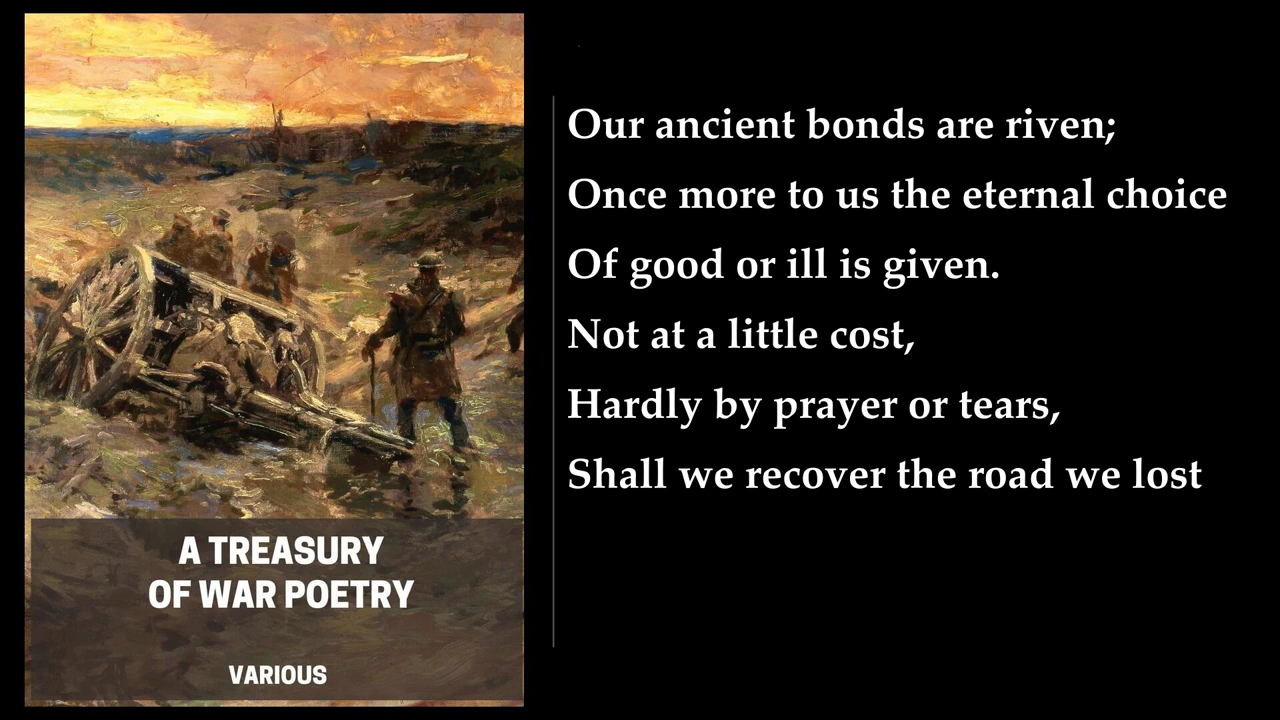 A TREASURY
OF WAR POETRY
VARIOUS
Our ancient bonds are riven;
Once more to us the eternal choice
Of good or ill is given.
Not at a little cost,
Hardly by prayer or tears,
Shall we recover the road we lost